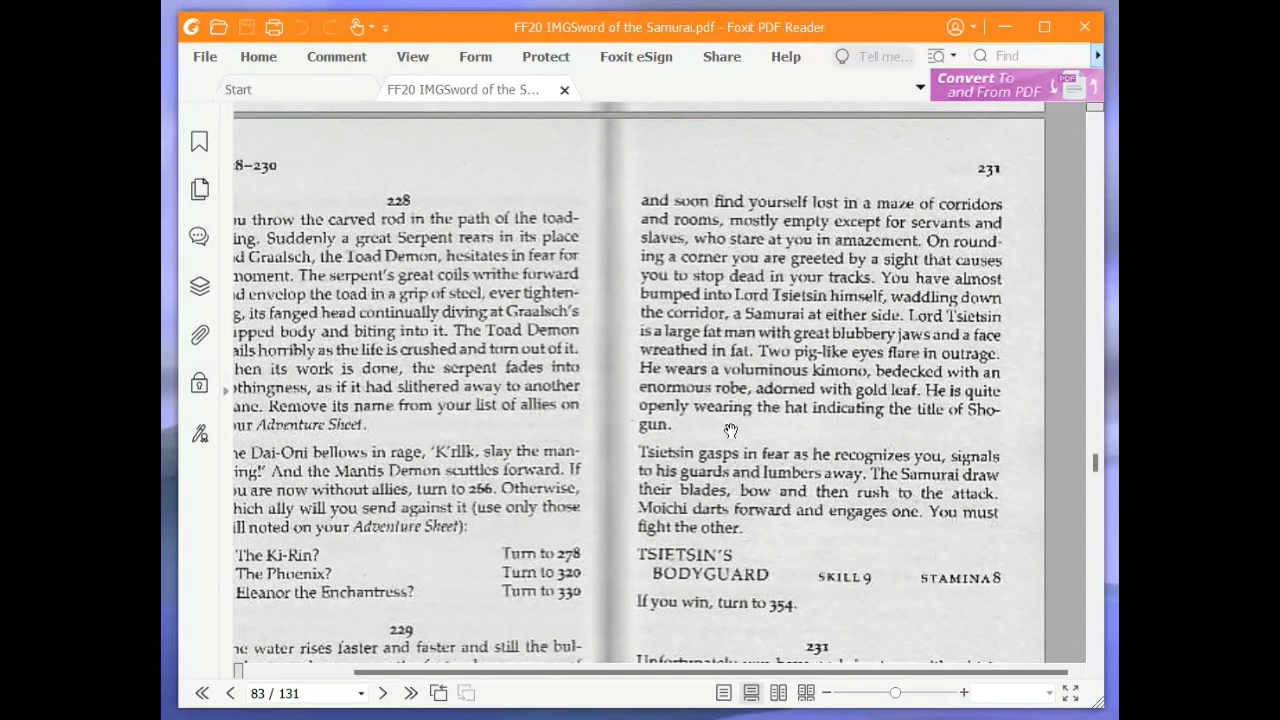 FF20 IMGSword of the Samurai.pdf - Foxit PDF Reader
File Home Comment View Form Protect Foxit eSign Share Help Tell me... Find
Start FF20 IMGSword of the S... Convert To
and From PDF
PDF
8-230
228
u throw the carved rod in the path of the toad-
ing. Suddenly a great Serpent rears in its place
d Graalsch, the Toad Demon, hesitates in fear for
moment. The serpent's great coils writhe forward
d envelop the toad in a grip of steel, ever tighten-
g, its fanged head continually diving at Graalsch's
pped body and biting into it. The Toad Demon
ails horribly as the life is crushed and torn out of it.
hen its work is done, the serpent fades into
thingness, as if it had slithered away to another
ane. Remove its name from your list of allies on
ur Adventure Sheet.
he Dai-Oni bellows in rage, 'K'rllk, slay the man-
ing!' And the Mantis Demon scuttles forward. If
ou are now without allies, turn to 266. Otherwise,
hich ally will you send against it (use only those
ill noted on your Adventure Sheet):
The Ki-Rin? Turn to 278
The Phoenix? Turn to 320
Eleanor the Enchantress? Turn to 330
229
he water rises faster and faster and still the bul-
231
and soon find yourself lost in a maze of corridors
and rooms, mostly empty except for servants and
slaves, who stare at you in amazement. On round-
ing a corner you are greeted by a sight that causes
you to stop dead in your tracks. You have almost
bumped into Lord Tsietsin himself, waddling down
the corridor, a Samurai at either side. Lord Tsietsin
is a large fat man with great blubbery jaws and a face
wreathed in fat. Two pig-like eyes flare in outrage.
He wears a voluminous kimono, bedecked with an
enormous robe, adorned with gold leaf. He is quite
openly wearing the hat indicating the title of Sho-
gun.
Tsietsin gasps in fear as he recognizes you, signals
to his guards and lumbers away. The Samurai draw
their blades, bow and then rush to the attack.
Moichi darts forward and engages one. You must
fight the other.
TSIETSIN'S
BODYGUARD SKILL 9 STAMINA 8
If you win, turn to 354.
231
83 / 131